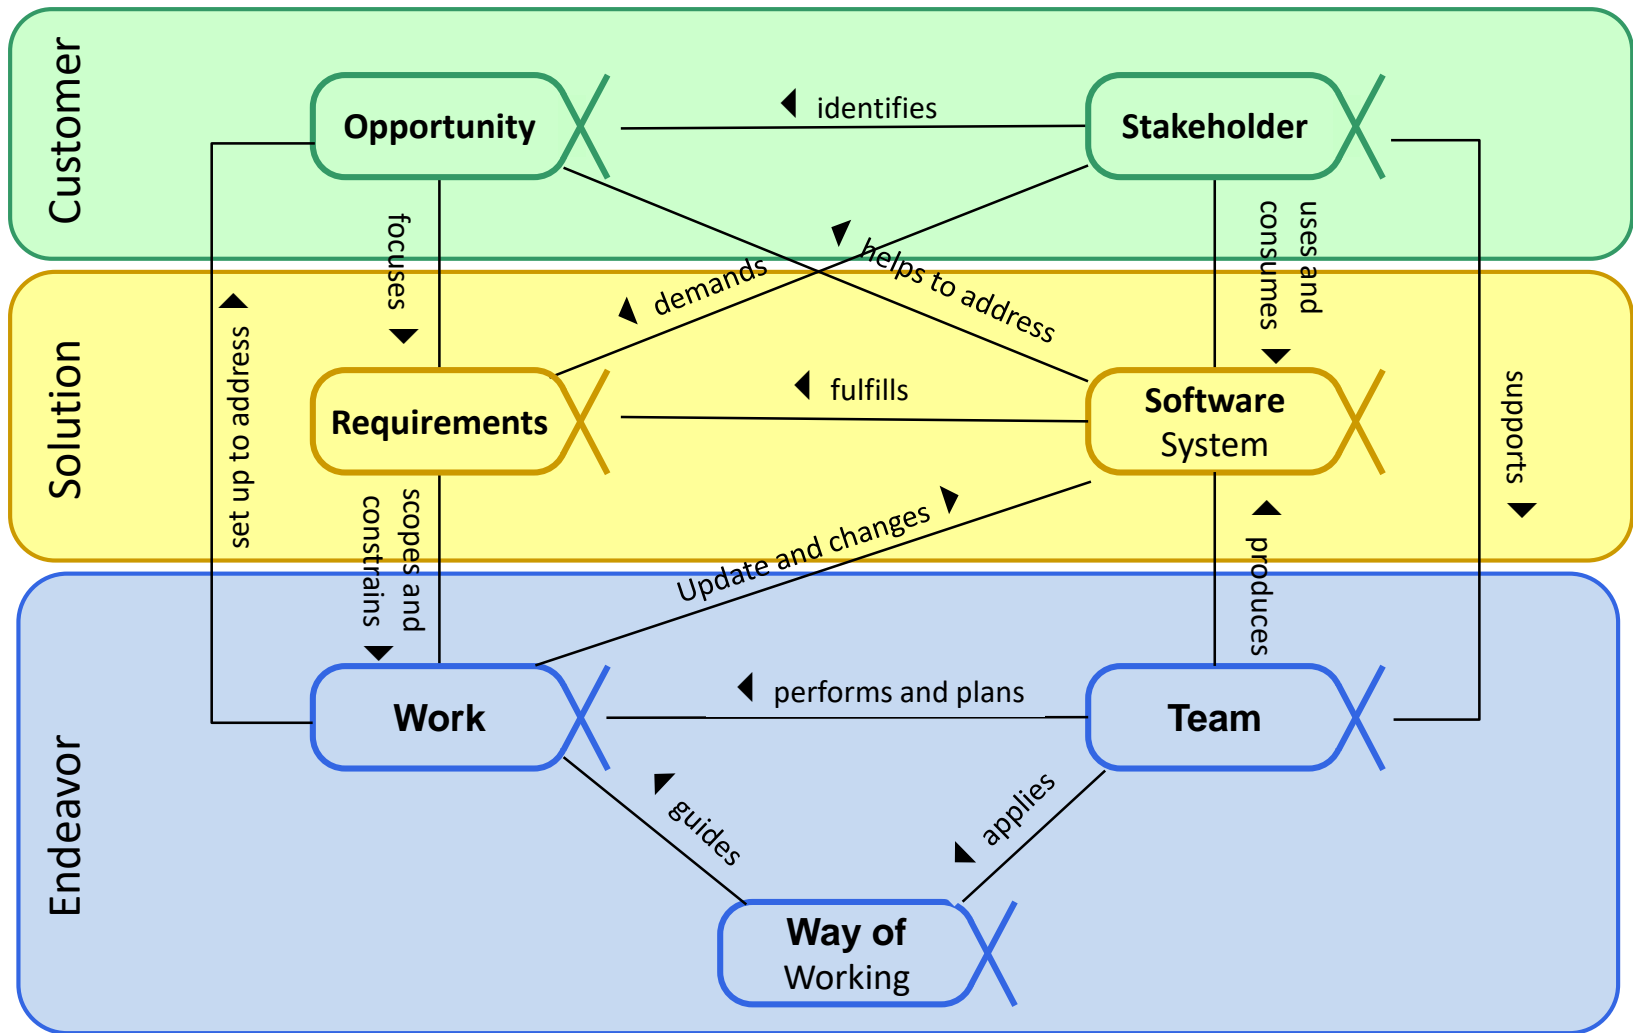 Customer
Opportunity
identifies
Stakeholder
focuses
demands
helps to address
uses and
consumes
Solution
set up to address
Requirements
fulfills
Software
System
supports
scopes and
constrains
Update and changes
produces
Endeavor
Work
performs and plans
Team
guides
applies
Way of
Working